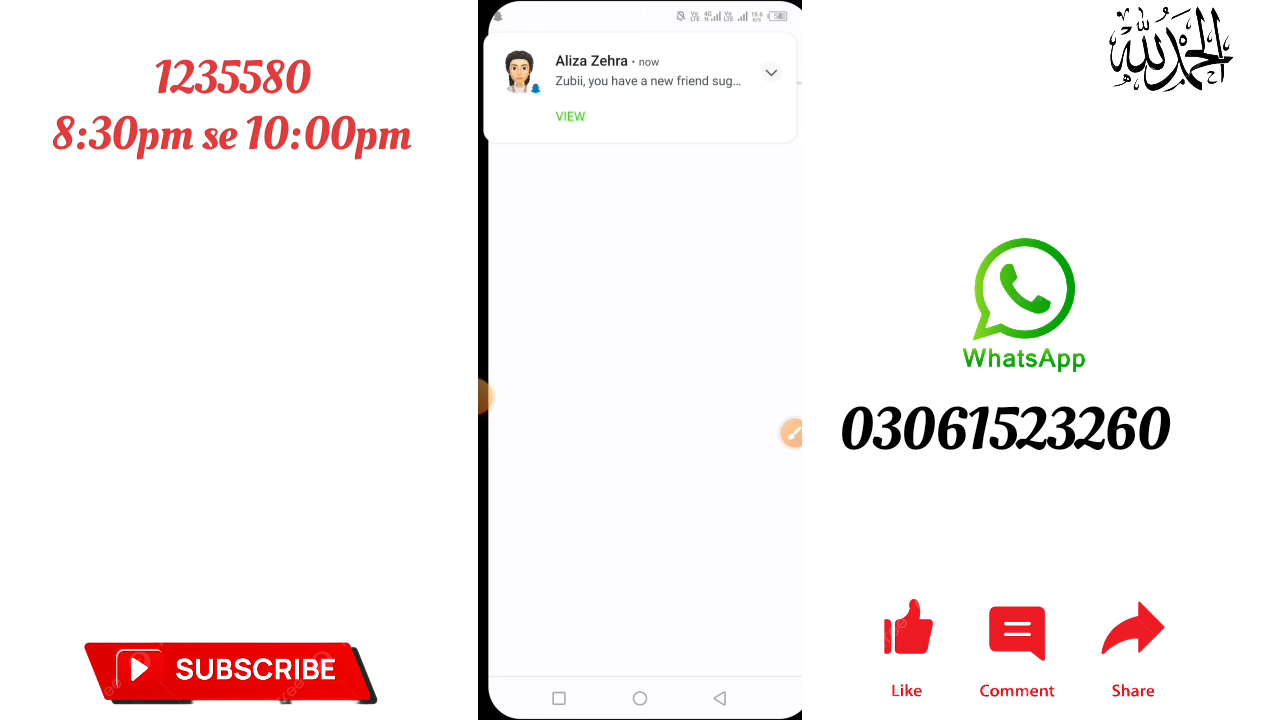 1235580
8:30pm se 10:00pm
Aliza Zehra • now
Zubii, you have a new friend sug...
VIEW
الحمد لله
WhatsApp
03061523260
SUBSCRIBE
Like
Comment
Share